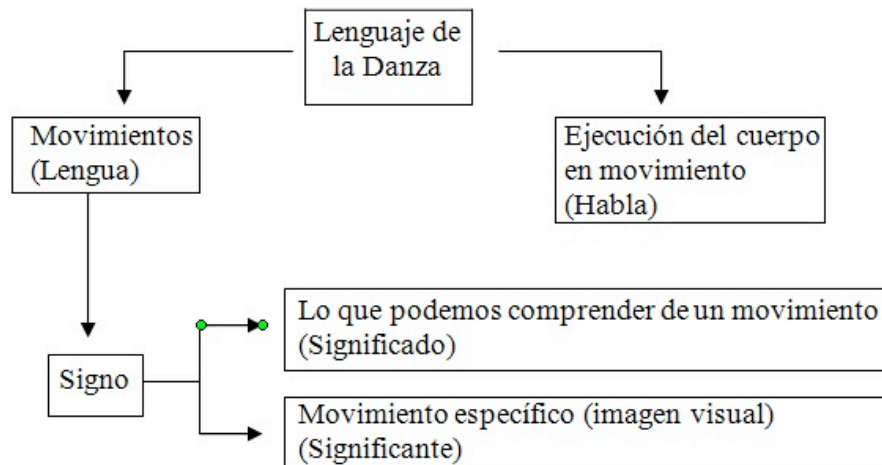 Lenguaje de
la Danza
Movimientos
(Lengua)
Ejecución del cuerpo
en movimiento
(Habla)
Lo que podemos comprender de un movimiento
(Significado)
Signo
Movimiento específico (imagen visual)
(Significante)